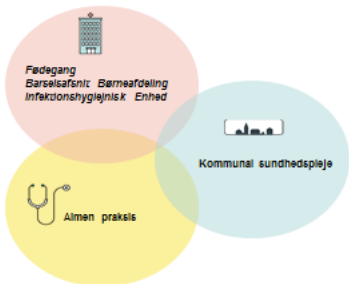 Fødegang
Barselsafsnit Børneafdeling
Infektionshygiejnisk Enhed
Kommunal sundhedspleje
Almen praksis